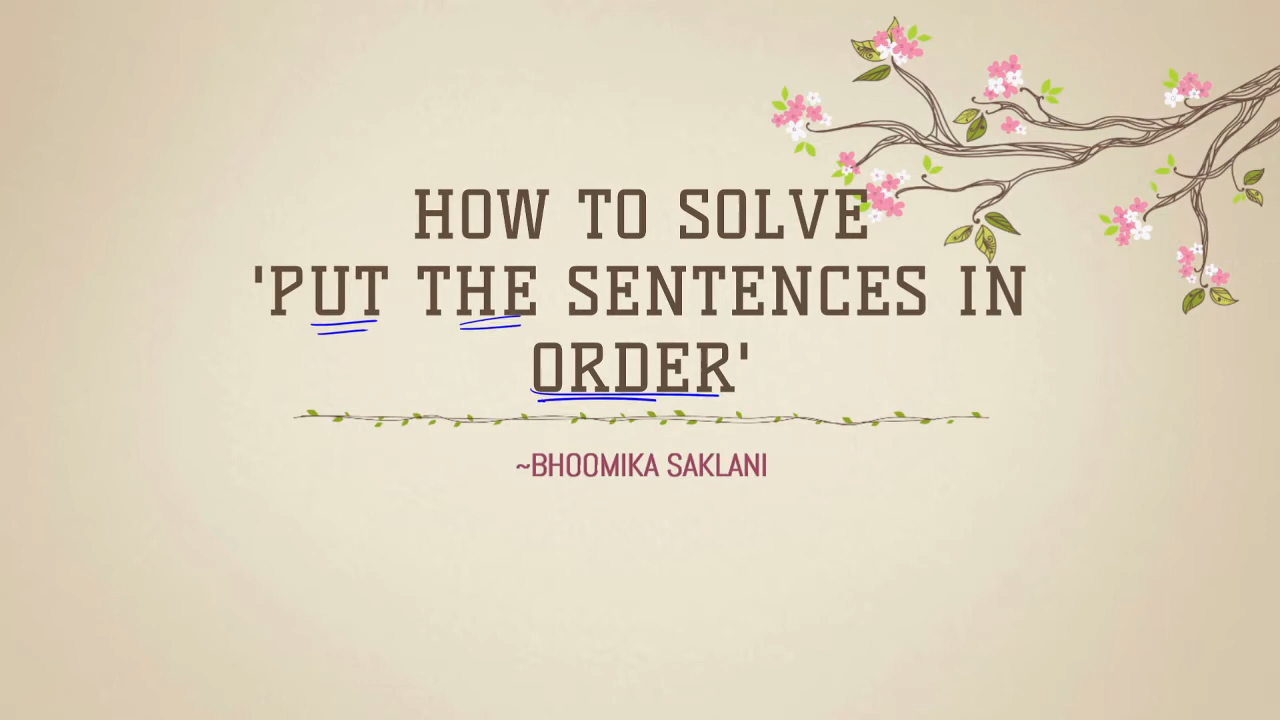 HOW TO SOLVE
'PUT THE SENTENCES IN
ORDER'
~BHOOMIKA SAKLANI